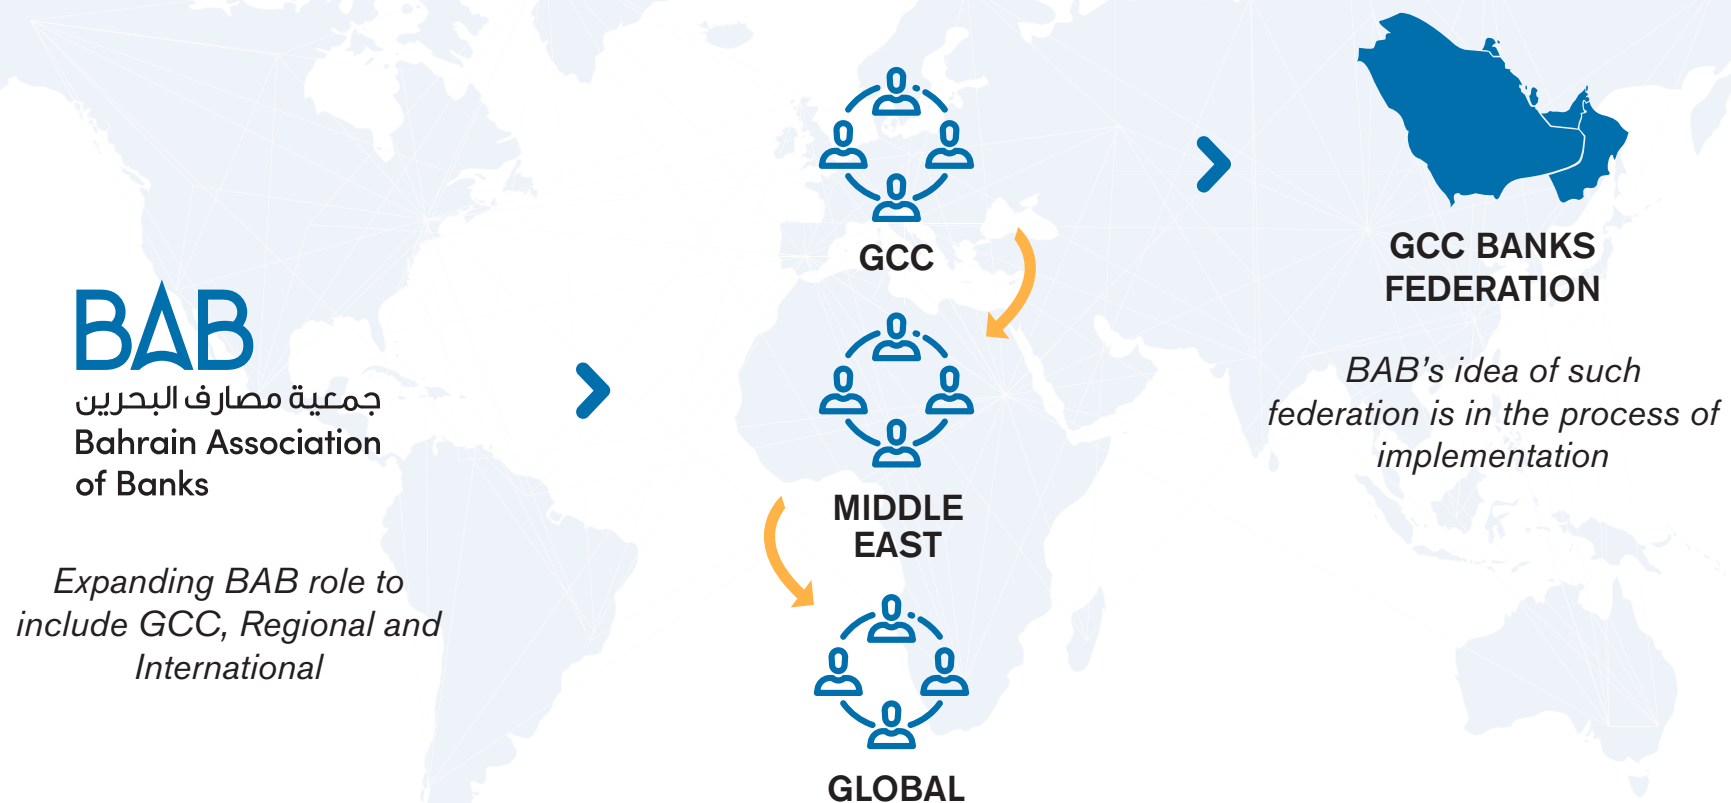 BAB
جمعية مصارف البحرين
Bahrain Association
of Banks
Expanding BAB role to
include GCC, Regional and
International
GCC
MIDDLE
EAST
GLOBAL
GCC BANKS
FEDERATION
BAB’s idea of such
federation is in the process of
implementation